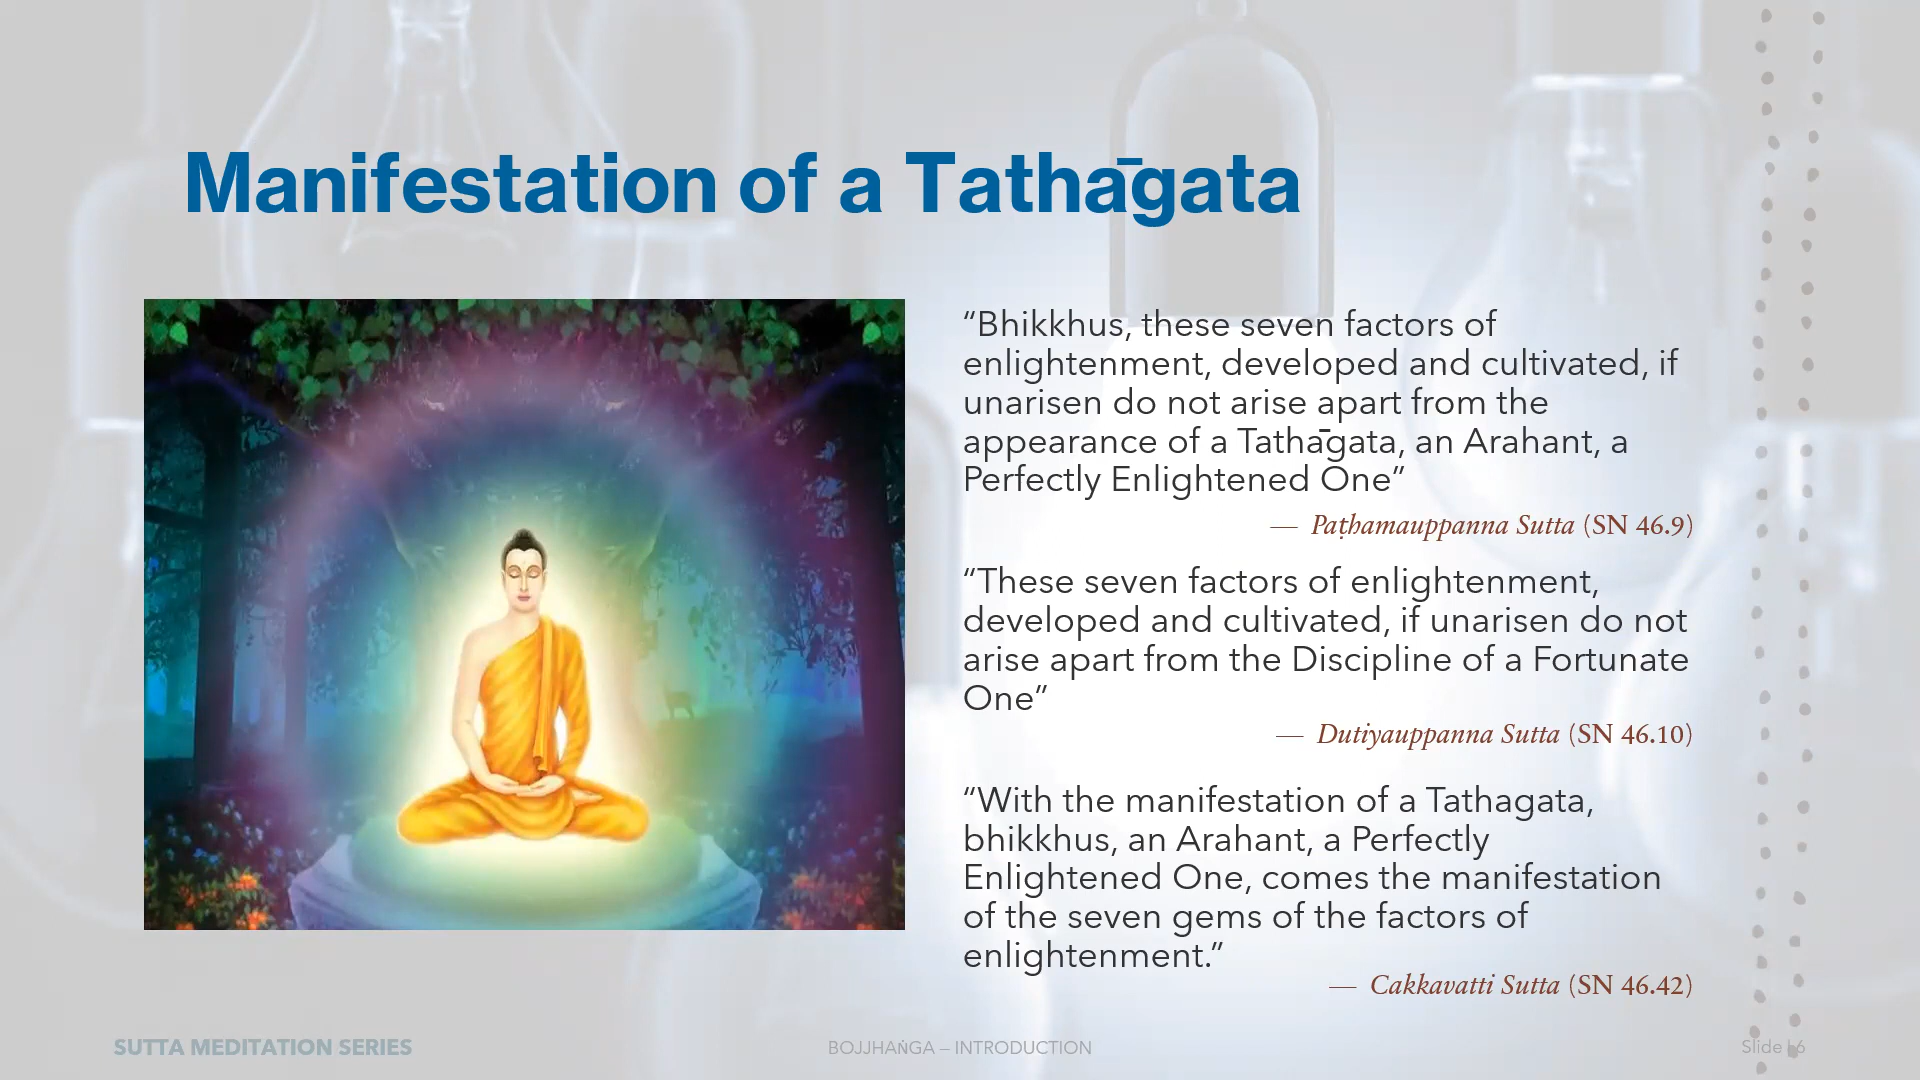 Manifestation of a Tathāgata
“Bhikkhus, these seven factors of
enlightenment, developed and cultivated, if
unarisen do not arise apart from the
appearance of a Tathāgata, an Arahant, a
Perfectly Enlightened One”
— Paṭhamauppanna Sutta (SN 46.9)
“These seven factors of enlightenment,
developed and cultivated, if unarisen do not
arise apart from the Discipline of a Fortunate
One”
— Dutiyauppanna Sutta (SN 46.10)
“With the manifestation of a Tathagata,
bhikkhus, an Arahant, a Perfectly
Enlightened One, comes the manifestation
of the seven gems of the factors of
enlightenment.”
— Cakkavatti Sutta (SN 46.42)
SUTTA MEDITATION SERIES
BOJJHAṅGA – INTRODUCTION
Slide